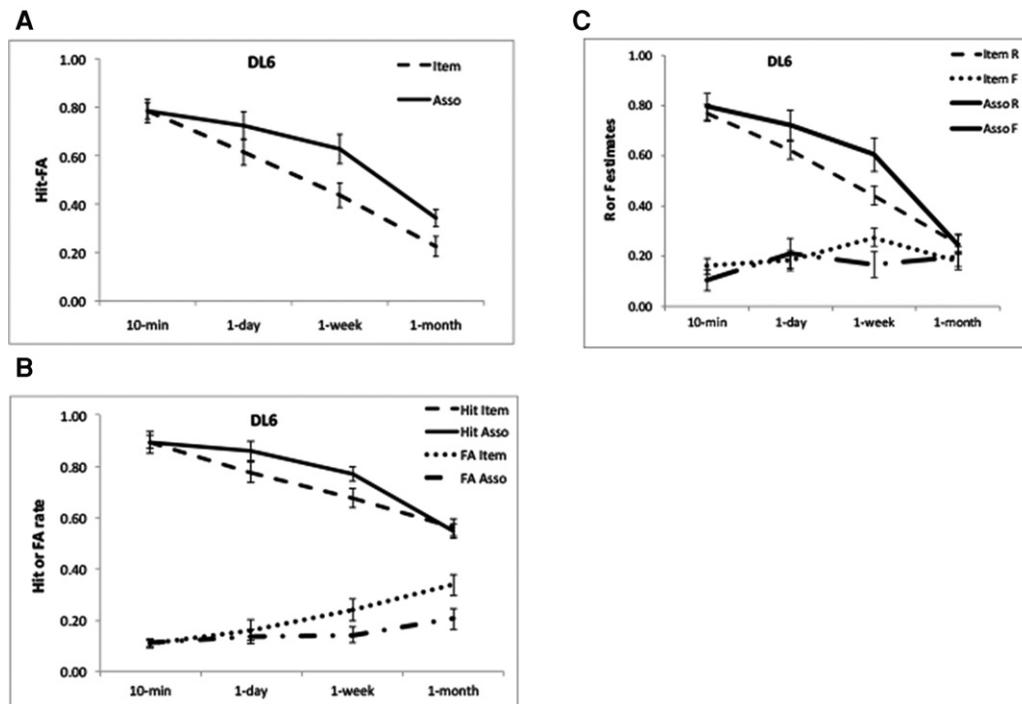 A
DL6
Item
Asso
Hit-FA
1.00
0.80
0.60
0.40
0.20
0.00
10-min 1-day 1-week 1-month
B
DL6
Hit Item
Hit Asso
FA Item
FA Asso
Hit or FA rate
1.00
0.80
0.60
0.40
0.20
0.00
10-min 1-day 1-week 1-month
C
DL6
Item R
Item F
Asso R
Asso F
R or F estimates
1.00
0.80
0.60
0.40
0.20
0.00
10-min 1-day 1-week 1-month